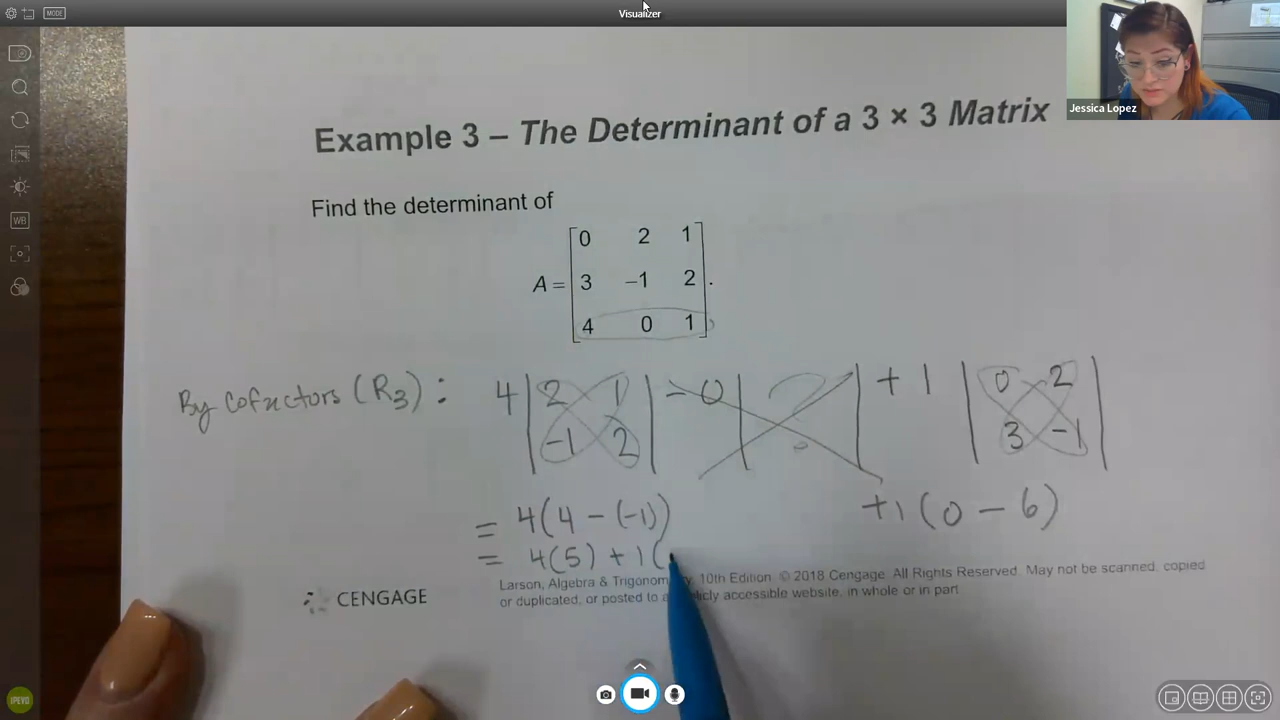 MODE
Visualizer
Jessica Lopez
WB
Example 3 – The Determinant of a 3 × 3 Matrix
Find the determinant of
0 2 1
A = 3 –1 2 .
4 0 1
By Cofactors (R3) : 4 | 2 1 | – 0 | ? | + 1 | 0 2 |
| -1 2 | | 3 -1 |
= 4(4 - (-1)) +1(0 - 6)
= 4(5) + 1(
Larson, Algebra & Trigonometry, 10th Edition © 2018 Cengage. All Rights Reserved. May not be scanned, copied
CENGAGE
or duplicated, or posted to a publicly accessible website, in whole or in part
IPEVO